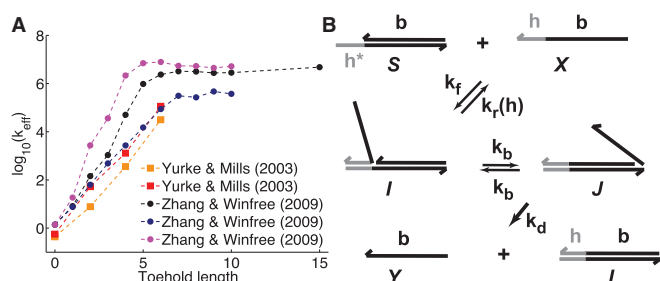 A
log10(keff)
8
6
4
2
0
Yurke & Mills (2003)
Yurke & Mills (2003)
Zhang & Winfree (2009)
Zhang & Winfree (2009)
Zhang & Winfree (2009)
0 5 10 15
Toehold length
B
b h b
+
h* S X
kf
kr(h)
kb
I kb J
kd
b h b
+
Y L